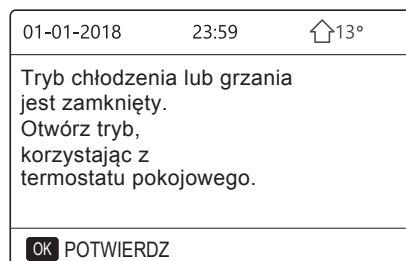 01-01-2018 23:59 13°
Tryb chłodzenia lub grzania
jest zamknięty.
Otwórz tryb,
korzystając z
termostatu pokojowego.
OK POTWIERDZ